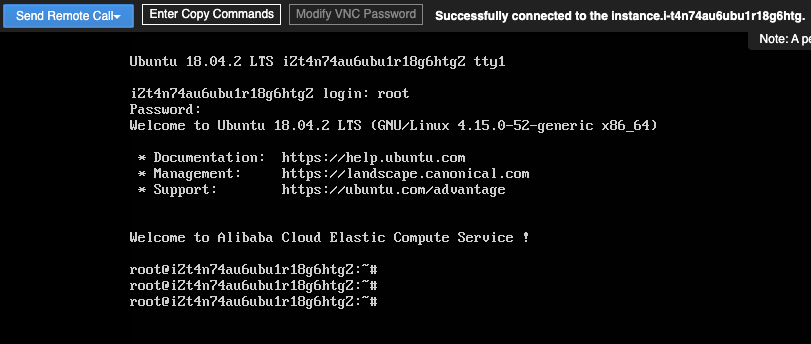 Send Remote Call Enter Copy Commands Modify VNC Password Successfully connected to the instance.i-t4n74au6ubu1r18g6htg.
Note: A pe
Ubuntu 18.04.2 LTS iZt4n74au6ubu1r18g6htgZ tty1
iZt4n74au6ubu1r18g6htgZ login: root
Password:
Welcome to Ubuntu 18.04.2 LTS (GNU/Linux 4.15.0-52-generic x86_64)
* Documentation: https://help.ubuntu.com
* Management: https://landscape.canonical.com
* Support: https://ubuntu.com/advantage
Welcome to Alibaba Cloud Elastic Compute Service !
root@iZt4n74au6ubu1r18g6htgZ:~#
root@iZt4n74au6ubu1r18g6htgZ:~#
root@iZt4n74au6ubu1r18g6htgZ:~#